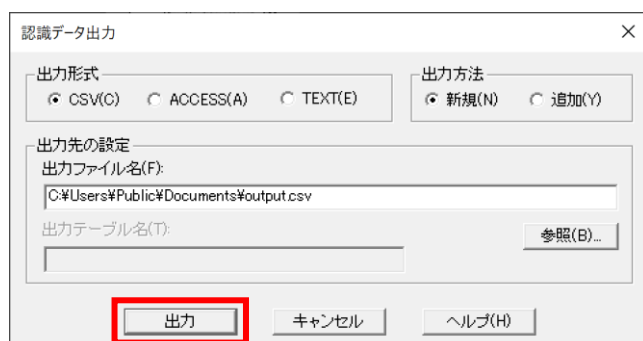 認識データ出力
出力形式
CSV(C) ACCESS(A) TEXT(E)
出力方法
新規(N) 追加(Y)
出力先の設定
出力ファイル名(F):
C:¥Users¥Public¥Documents¥output.csv
出力テーブル名(T):
参照(B)...
出力 キャンセル ヘルプ(H)